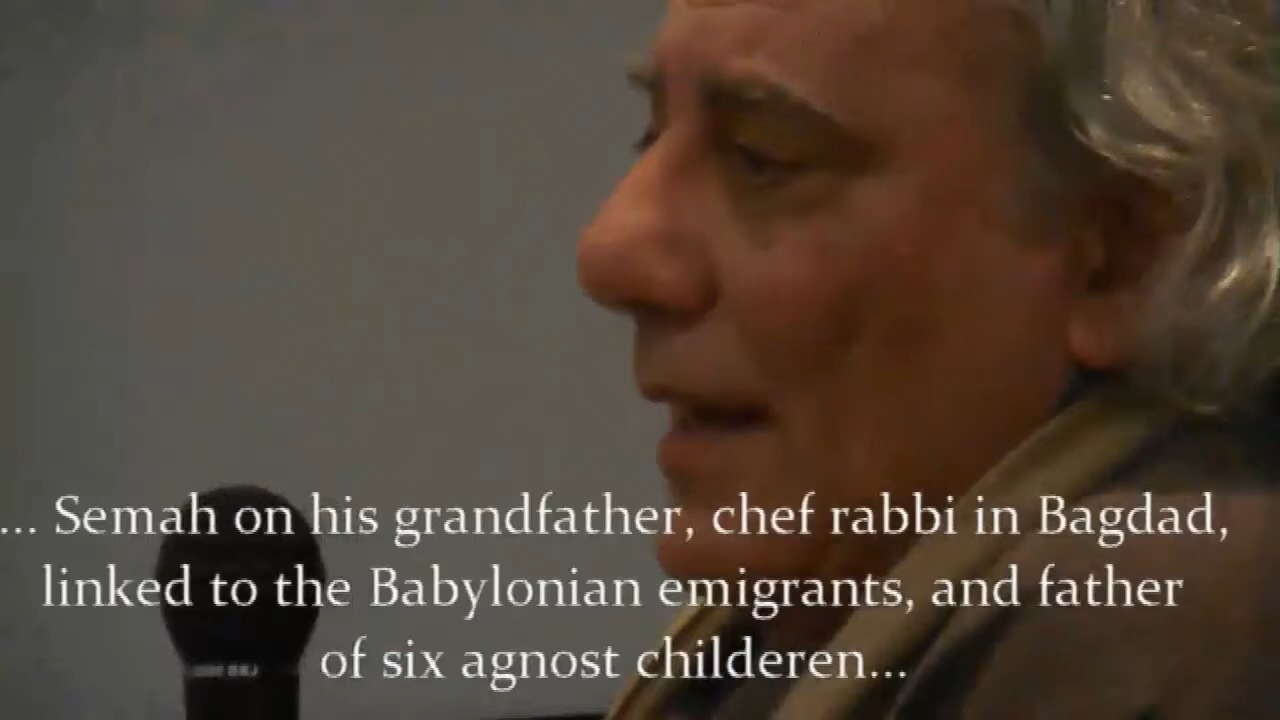 ... Semah on his grandfather, chef rabbi in Bagdad,
linked to the Babylonian emigrants, and father
of six agnost childeren...